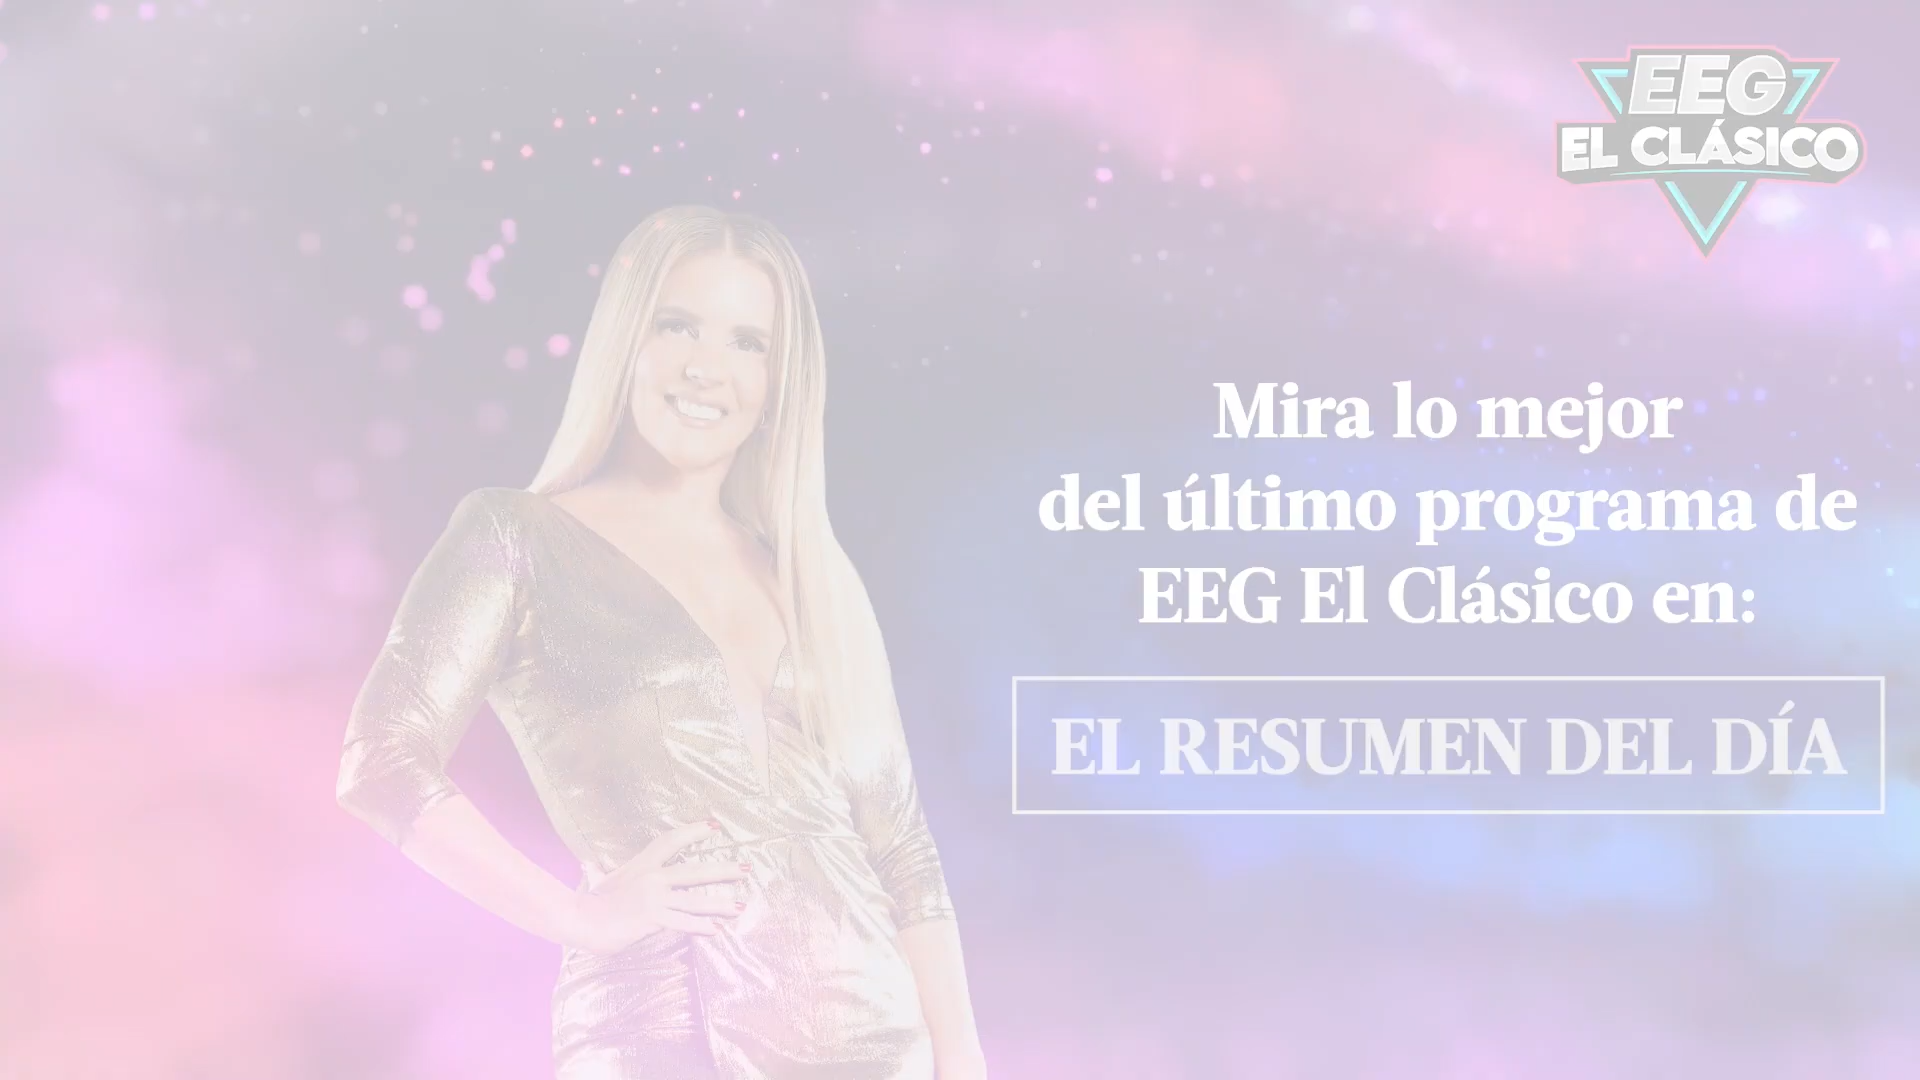 EEG
EL CLÁSICO
Mira lo mejor
del último programa de
EEG El Clásico en:
EL RESUMEN DEL DÍA